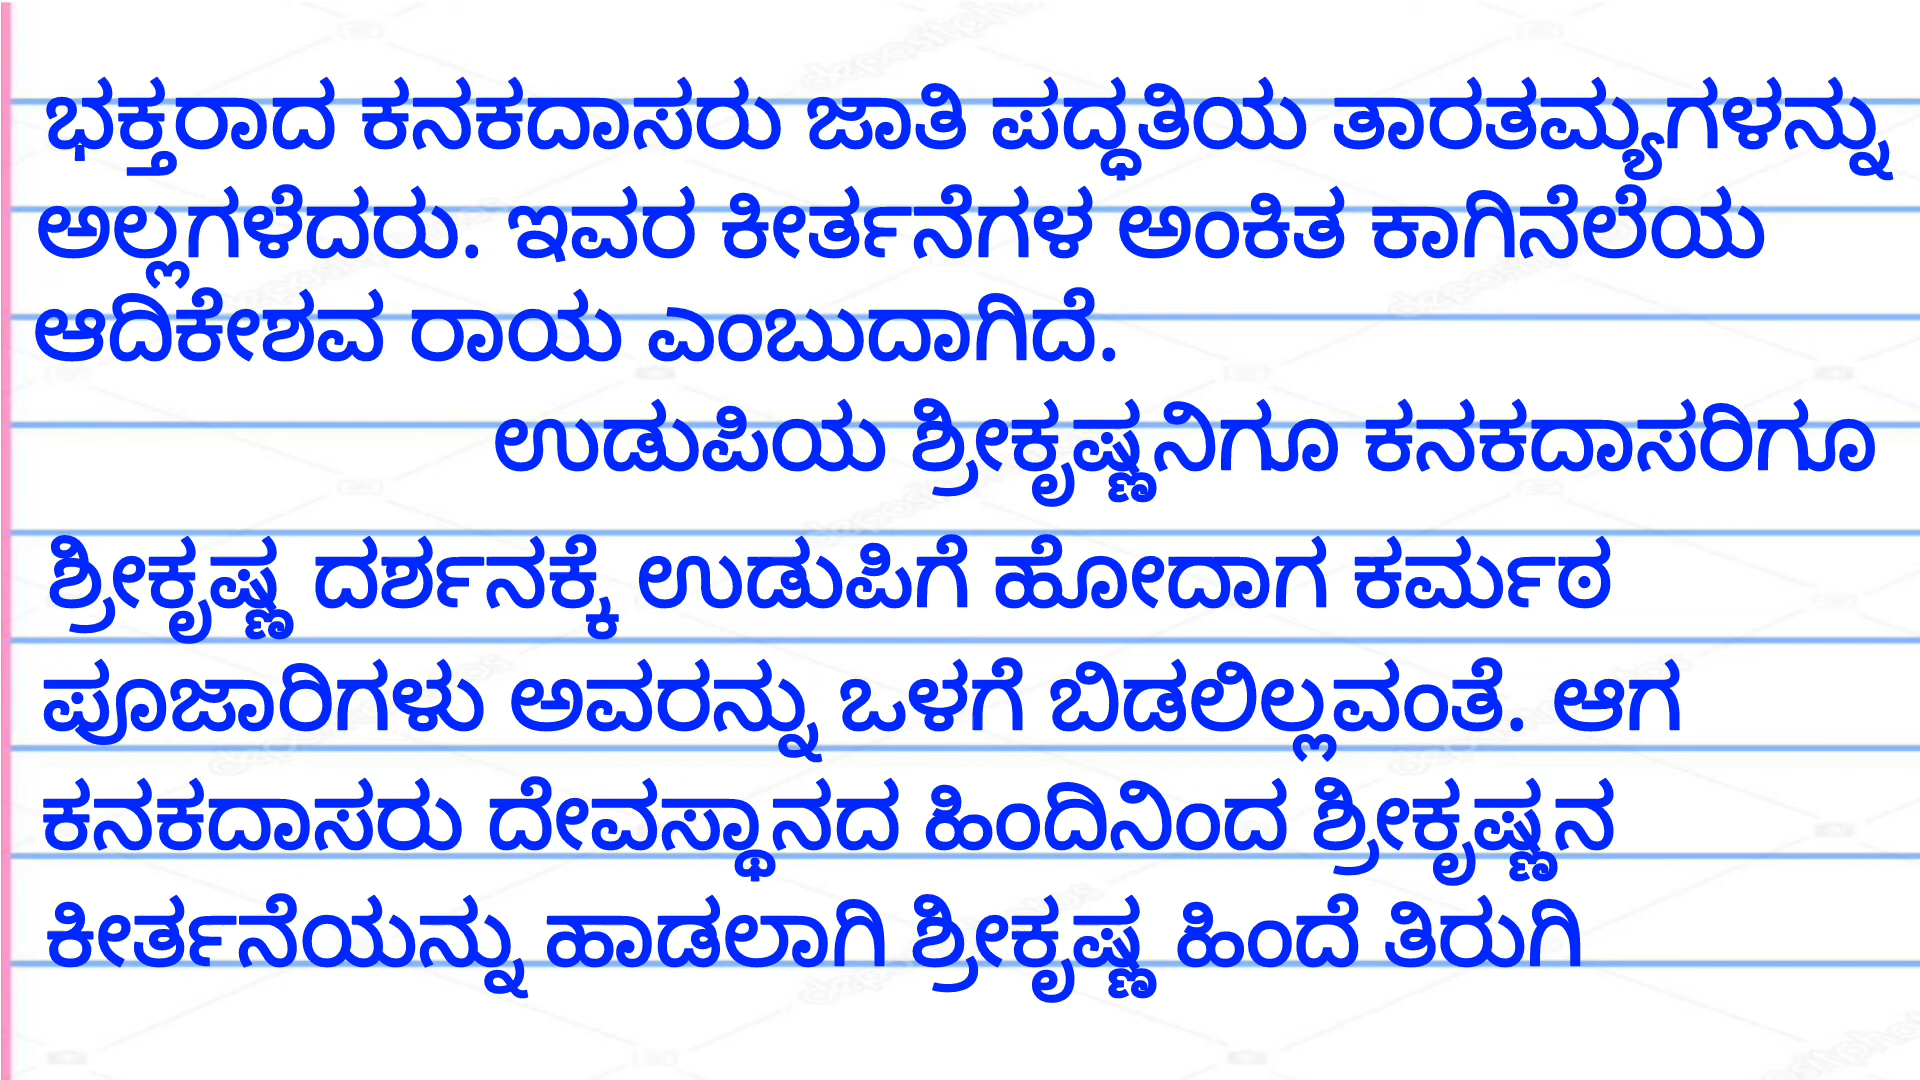 ಭಕ್ತರಾದ ಕನಕದಾಸರು ಜಾತಿ ಪದ್ಧತಿಯ ತಾರತಮ್ಯಗಳನ್ನು
ಅಲ್ಲಗಳೆದರು. ಇವರ ಕೀರ್ತನೆಗಳ ಅಂಕಿತ ಕಾಗಿನೆಲೆಯ
ಆದಿಕೇಶವ ರಾಯ ಎಂಬುದಾಗಿದೆ.
ಉಡುಪಿಯ ಶ್ರೀಕೃಷ್ಣನಿಗೂ ಕನಕದಾಸರಿಗೂ
ಶ್ರೀಕೃಷ್ಣ ದರ್ಶನಕ್ಕೆ ಉಡುಪಿಗೆ ಹೋದಾಗ ಕರ್ಮಠ
ಪೂಜಾರಿಗಳು ಅವರನ್ನು ಒಳಗೆ ಬಿಡಲಿಲ್ಲವಂತೆ. ಆಗ
ಕನಕದಾಸರು ದೇವಸ್ಥಾನದ ಹಿಂದಿನಿಂದ ಶ್ರೀಕೃಷ್ಣನ
ಕೀರ್ತನೆಯನ್ನು ಹಾಡಲಾಗಿ ಶ್ರೀಕೃಷ್ಣ ಹಿಂದೆ ತಿರುಗಿ